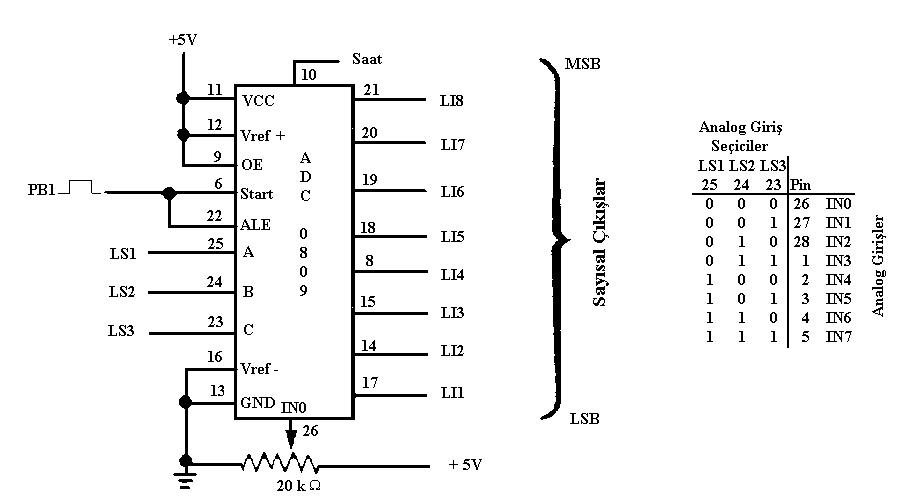 +5V
Saat
10
11 VCC
12 Vref +
9 OE
6 Start
PB1
22 ALE
25 A
LS1
24 B
LS2
23 C
LS3
16 Vref -
13 GND
IN0
26
20 k Ω
+ 5V
ADC 0809
21 LI8
20 LI7
19 LI6
18 LI5
8 LI4
15 LI3
14 LI2
17 LI1
MSB
Sayısal Çıkışlar
LSB
Analog Giriş
Seçiciler
LS1 LS2 LS3
25 24 23 Pin
0 0 0 26 IN0
0 0 1 27 IN1
0 1 0 28 IN2
0 1 1 1 IN3
1 0 0 2 IN4
1 0 1 3 IN5
1 1 0 4 IN6
1 1 1 5 IN7
Analog Girişler